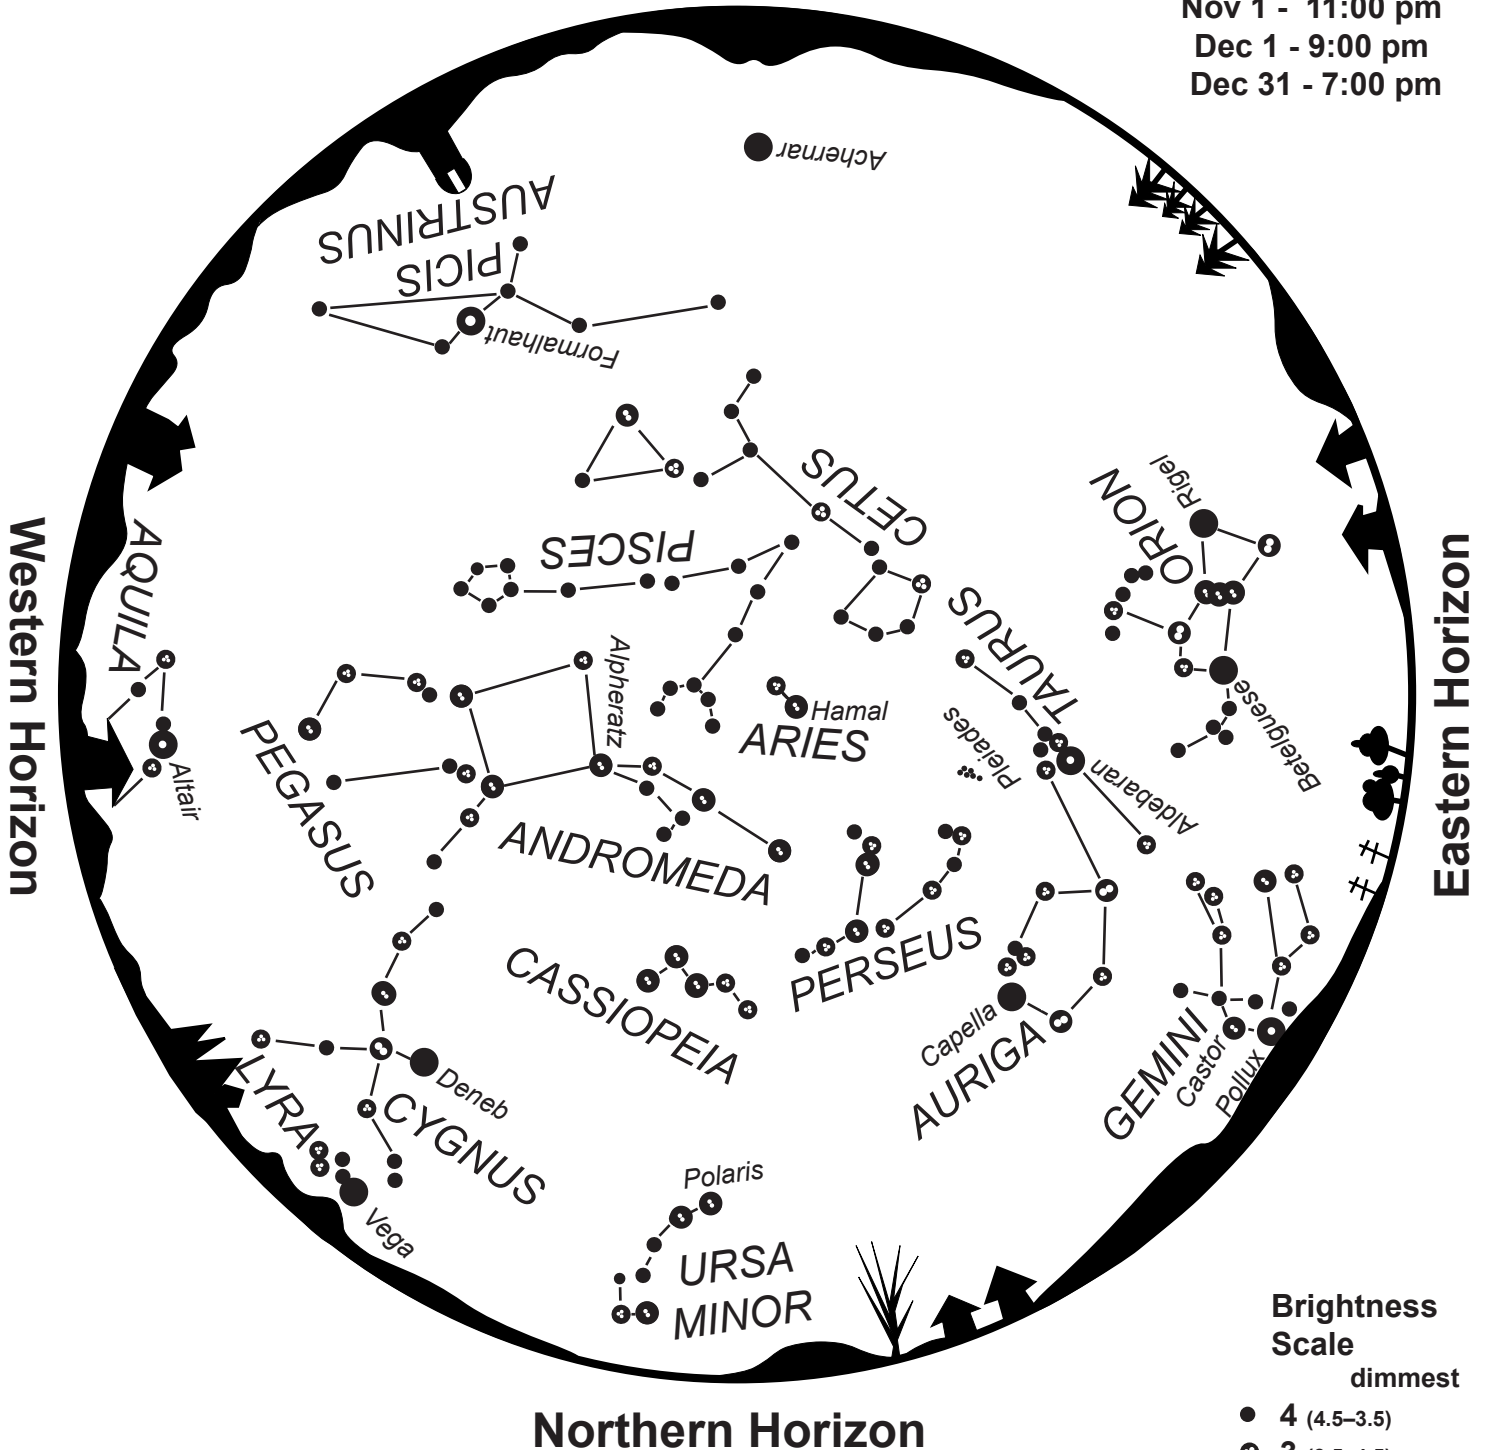 Nov 1 - 11:00 pm
Dec 1 - 9:00 pm
Dec 31 - 7:00 pm
Achernar
PICIS
AUSTRINUS
Formalhaut
CETUS
PISCES
ORION
Rigel
Betelguese
TAURUS
Pleiades
Aldebaran
AQUILA
Altair
Western Horizon
Eastern Horizon
Alpheratz
Hamal
ARIES
PEGASUS
ANDROMEDA
CASSIOPEIA
PERSEUS
Capella
AURIGA
GEMINI
Castor
Pollux
LYRA
Deneb
CYGNUS
Vega
Polaris
URSA
MINOR
Northern Horizon
Brightness
Scale
dimmest
4 (4.5–3.5)